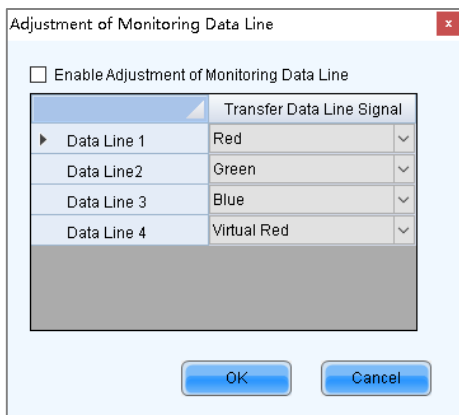 Adjustment of Monitoring Data Line
x
Enable Adjustment of Monitoring Data Line
Transfer Data Line Signal
Data Line 1 Red
Data Line2 Green
Data Line 3 Blue
Data Line 4 Virtual Red
OK Cancel